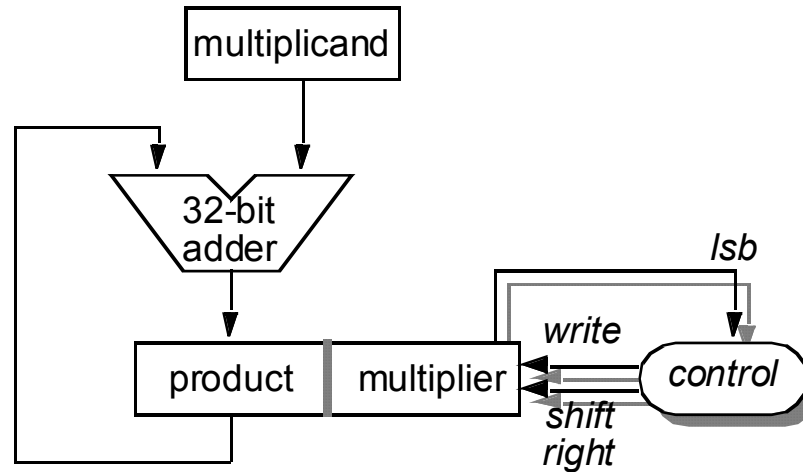 multiplicand
32-bit
adder
lsb
write
product
multiplier
control
shift
right